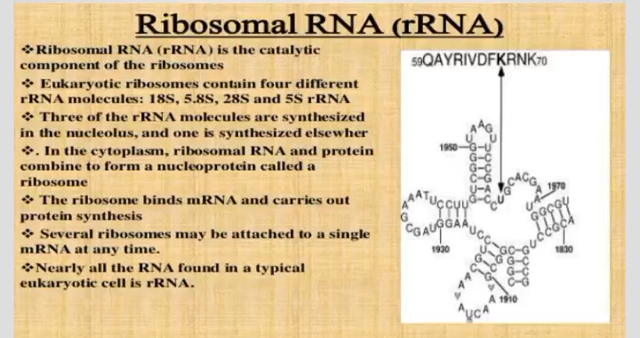 Ribosomal RNA (rRNA)
❖Ribosomal RNA (rRNA) is the catalytic
component of the ribosomes
❖ Eukaryotic ribosomes contain four different
rRNA molecules: 18S, 5.8S, 28S and 5S rRNA
❖ Three of the rRNA molecules are synthesized
in the nucleolus, and one is synthesized elsewher
❖. In the cytoplasm, ribosomal RNA and protein
combine to form a nucleoprotein called a
ribosome
❖ The ribosome binds mRNA and carries out
protein synthesis
❖ Several ribosomes may be attached to a single
mRNA at any time.
❖Nearly all the RNA found in a typical
eukaryotic cell is rRNA.
59QAYRIVDFKRNK70
1950
1970
1930
1830
1910